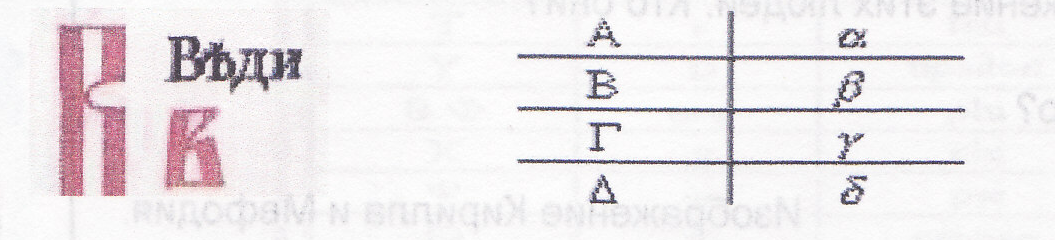 В Вѣди
В
Α α
Β β
Γ γ
Δ δ